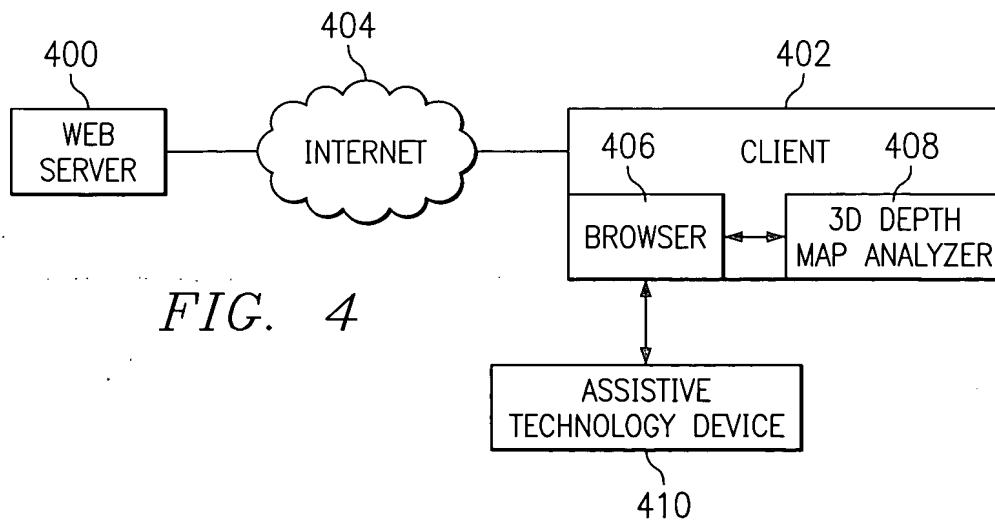 400
404
402
WEB
SERVER
INTERNET
CLIENT
406
408
BROWSER
3D DEPTH
MAP ANALYZER
FIG. 4
ASSISTIVE
TECHNOLOGY DEVICE
410